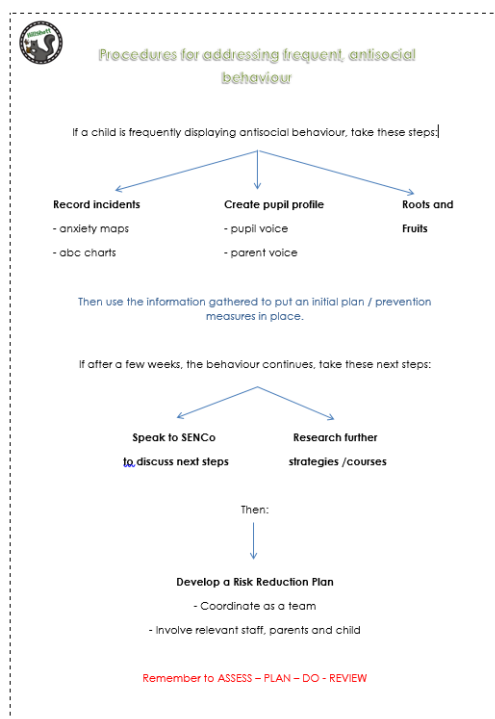 Procedures for addressing frequent, antisocial
behaviour
If a child is frequently displaying antisocial behaviour, take these steps:
Record incidents
- anxiety maps
- abc charts
Create pupil profile
- pupil voice
- parent voice
Roots and
Fruits
Then use the information gathered to put an initial plan / prevention
measures in place.
If after a few weeks, the behaviour continues, take these next steps:
Speak to SENCo
to discuss next steps
Research further
strategies /courses
Then:
Develop a Risk Reduction Plan
- Coordinate as a team
- Involve relevant staff, parents and child
Remember to ASSESS – PLAN – DO - REVIEW